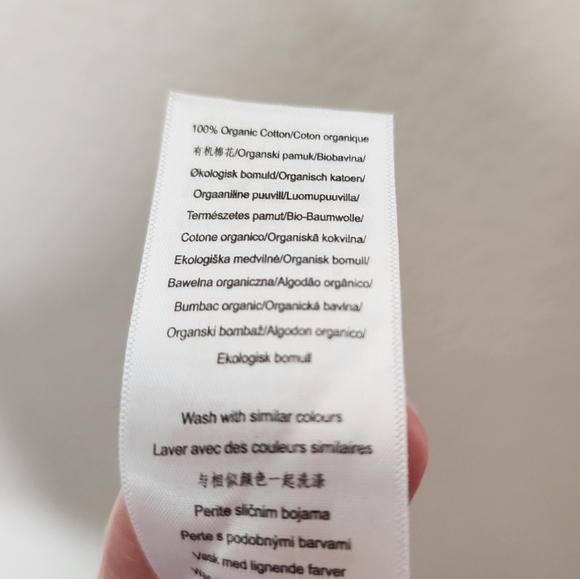 100% Organic Cotton/Coton organique
有机棉花/Organski pamuk/Biobavlna/
Økologisk bomuld/Organisch katoen/
Orgaaniline puuvill/Luomupuuvilla/
Természetes pamut/Bio-Baumwolle/
Cotone organico/Organiskā kokvilna/
Ekologiška medvilnė/Organisk bomull/
Bawełna organiczna/Algodão orgânico/
Bumbac organic/Organická bavlna/
Organski bombaž/Algodon organico/
Ekologisk bomull
Wash with similar colours
Laver avec des couleurs similaires
与相似颜色一起洗涤
Perite sličnim bojama
Perte s podobnými barvami
Vask med lignende farver